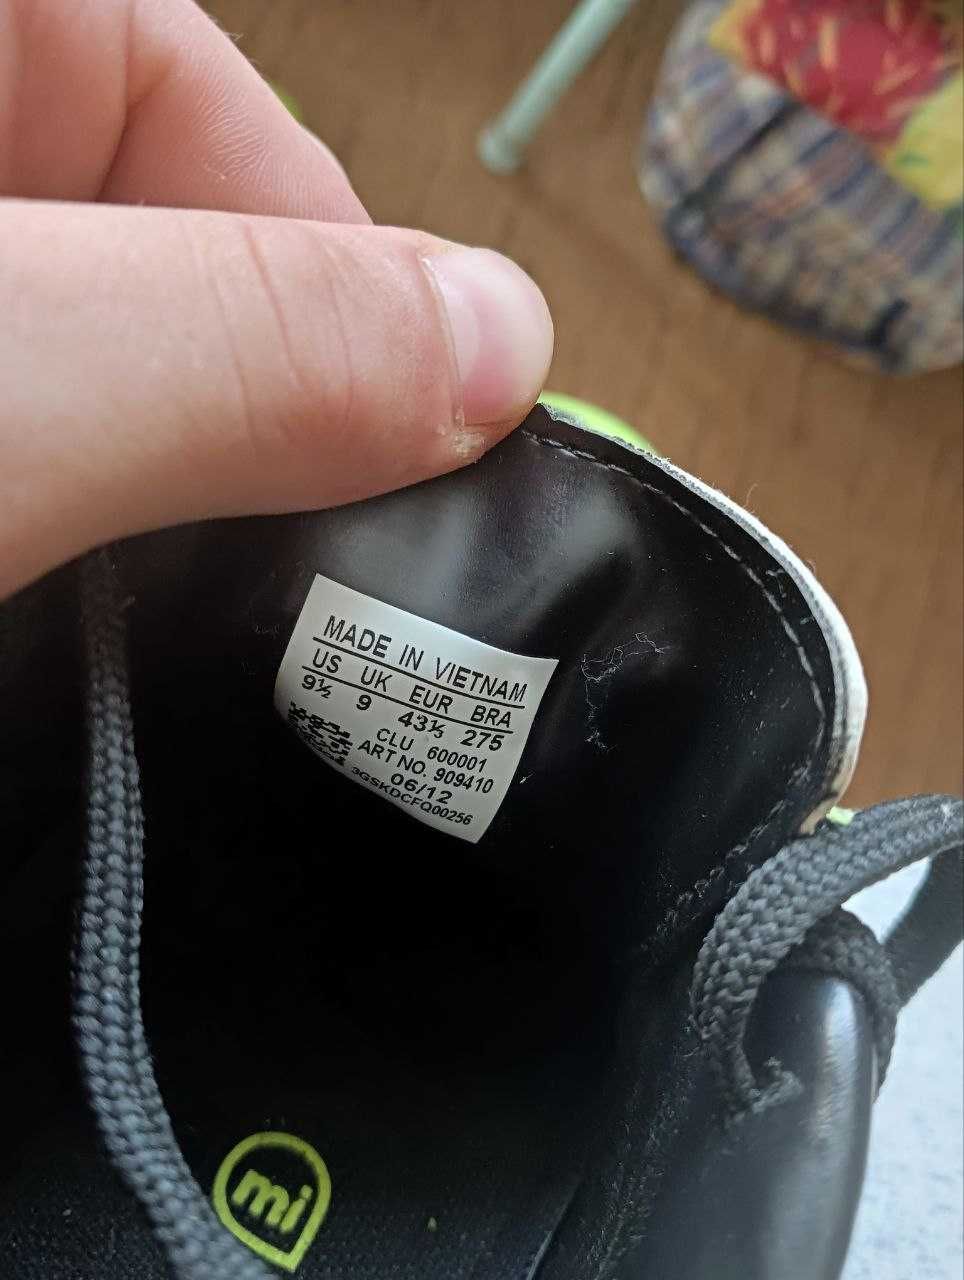 MADE IN VIETNAM
US UK EUR BRA
9½ 9 43⅓ 275
CLU 600001
ART NO. 909410
06/12
3GSKDCFQ00256
mi